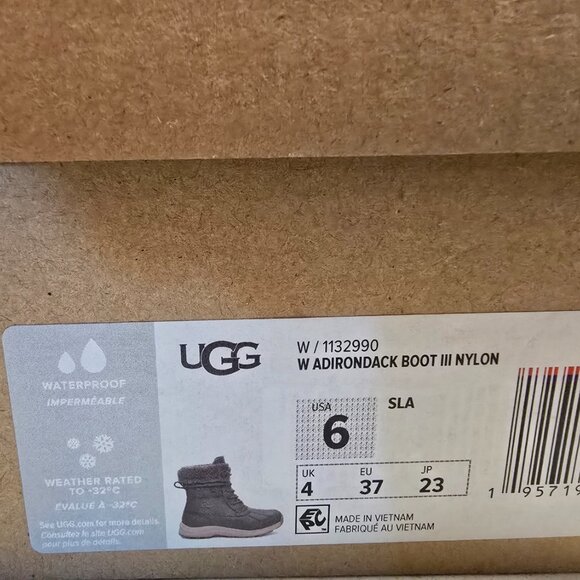 WATERPROOF
IMPERMÉABLE
WEATHER RATED
TO -32°C
ÉVALUÉ À -32°C
See UGG.com for more details.
Consultez le site UGG.com
pour plus de détails.
UGG
W / 1132990
W ADIRONDACK BOOT III NYLON
USA
6
SLA
UK
4
EU
37
JP
23
MADE IN VIETNAM
FABRIQUÉ AU VIETNAM
1 95719